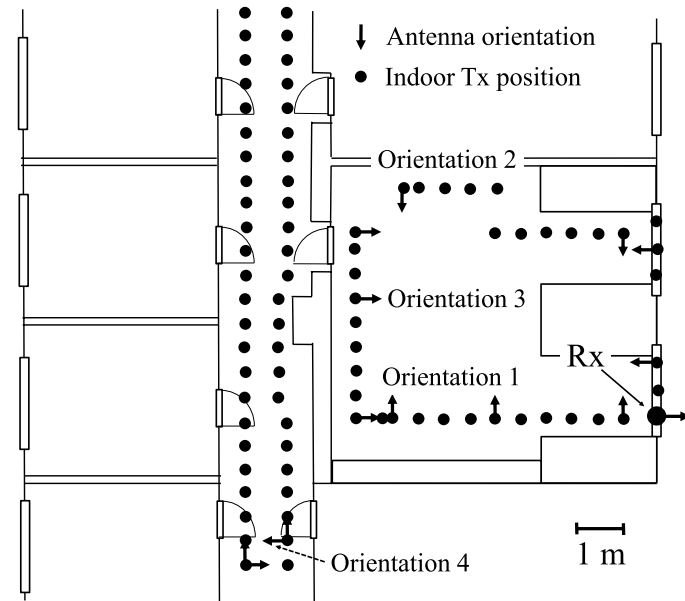 Antenna orientation
Indoor Tx position
Orientation 2
Orientation 3
Rx
Orientation 1
1 m
Orientation 4